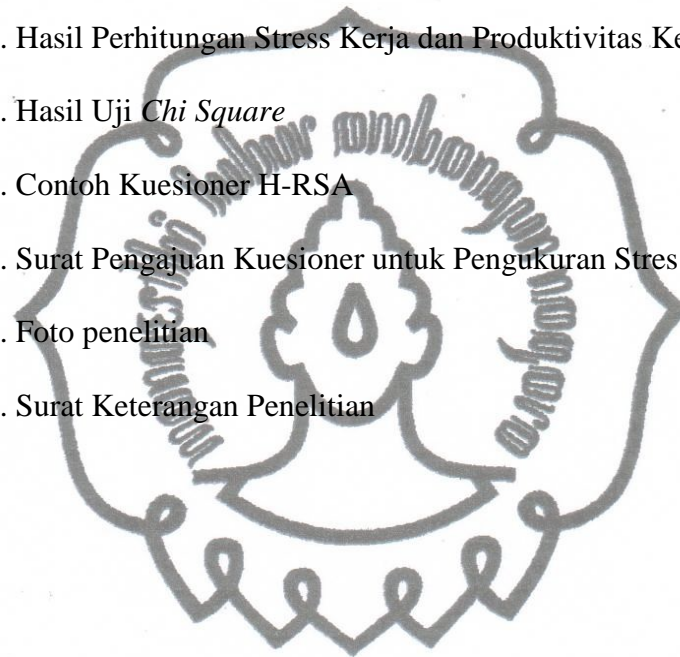 . Hasil Perhitungan Stress Kerja dan Produktivitas Ke
. Hasil Uji Chi Square
. Contoh Kuesioner H-RSA
. Surat Pengajuan Kuesioner untuk Pengukuran Stres
. Foto penelitian
. Surat Keterangan Penelitian